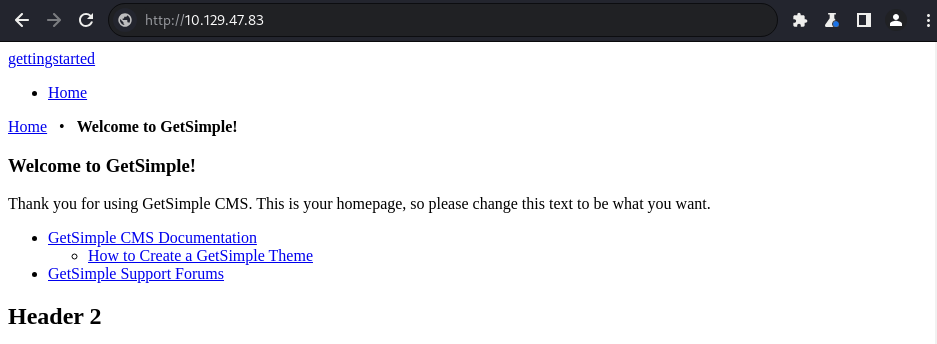 http://10.129.47.83
gettingstarted
Home
Home • Welcome to GetSimple!
Welcome to GetSimple!
Thank you for using GetSimple CMS. This is your homepage, so please change this text to be what you want.
GetSimple CMS Documentation
How to Create a GetSimple Theme
GetSimple Support Forums
Header 2